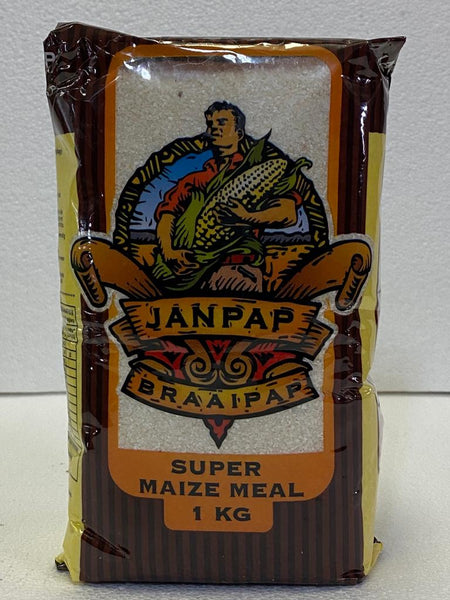 JANPAP
BRAAIPAP
SUPER
MAIZE MEAL
1 KG